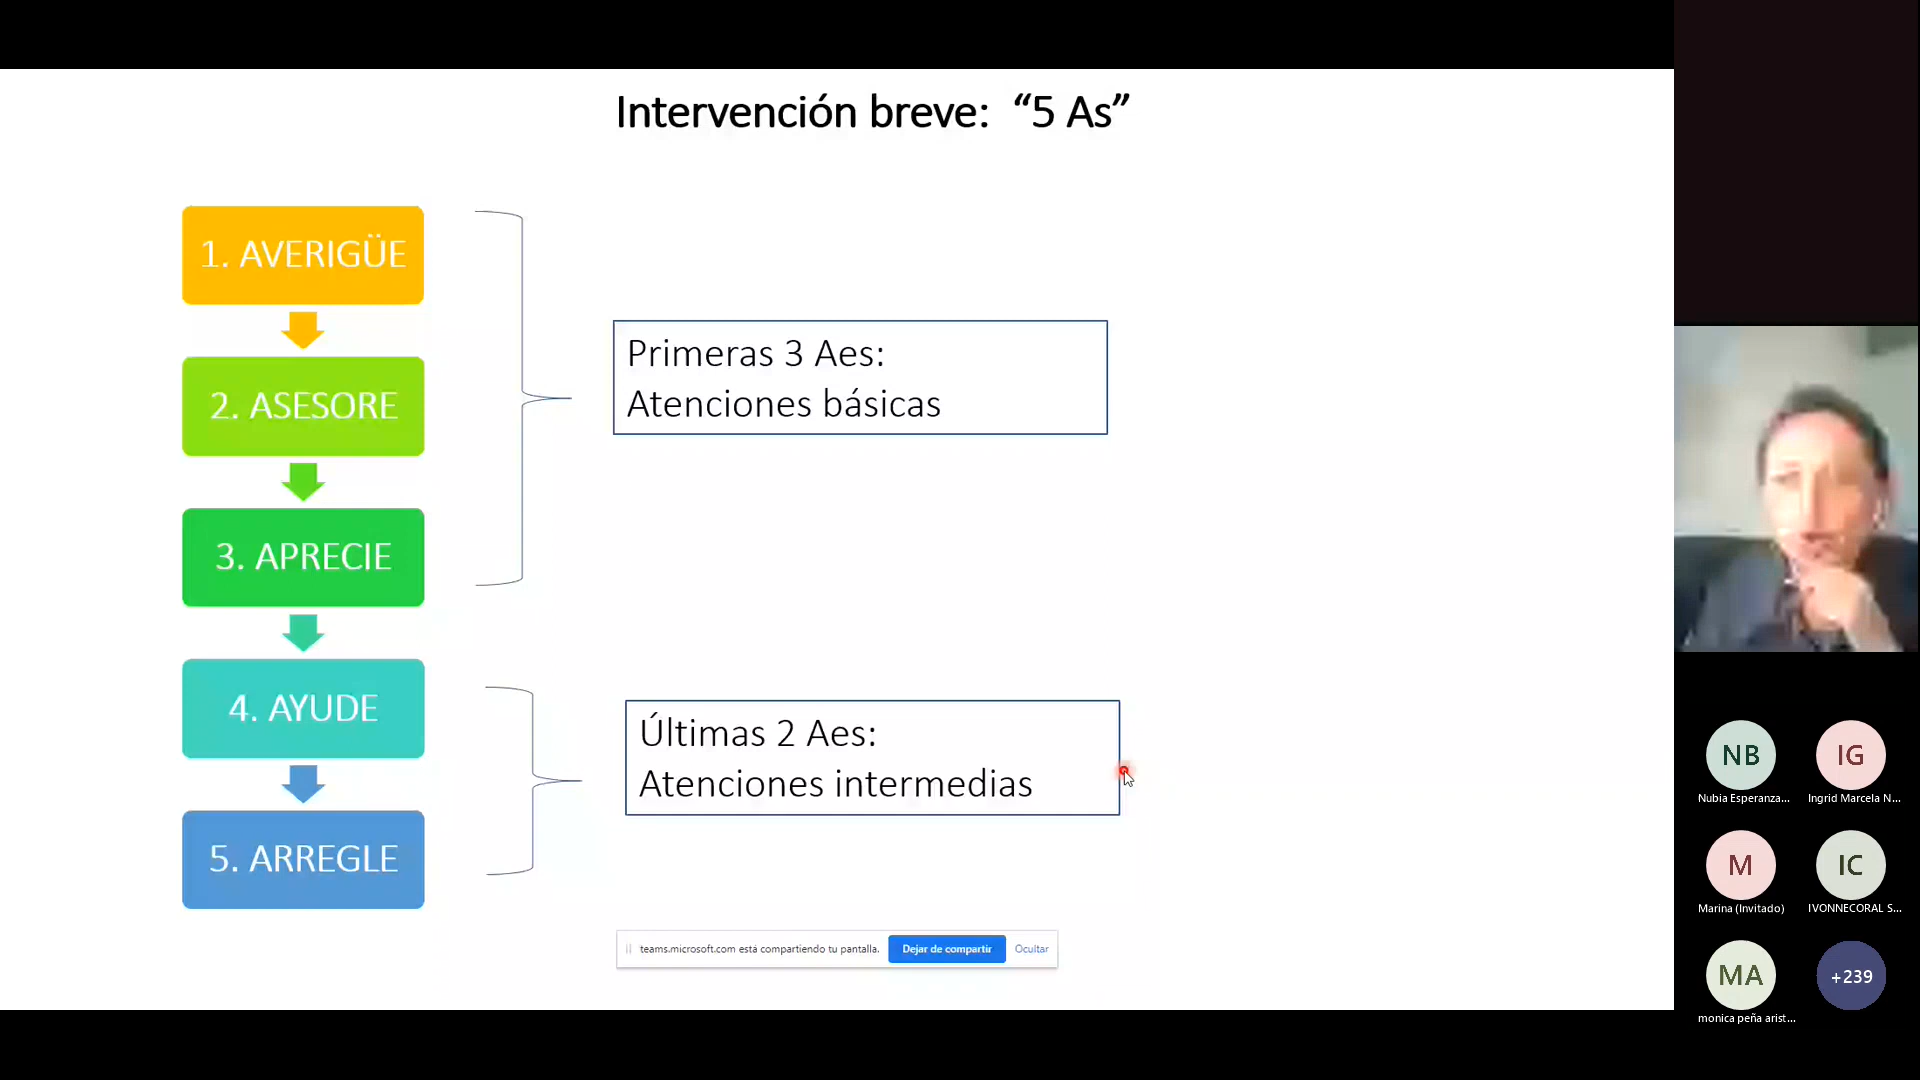 Intervención breve: “5 As”
1. AVERIGÜE
2. ASESORE
3. APRECIE
4. AYUDE
5. ARREGLE
Primeras 3 Aes:
Atenciones básicas
Últimas 2 Aes:
Atenciones intermedias
teams.microsoft.com está compartiendo tu pantalla.
Dejar de compartir
Ocultar
NB
Nubia Esperanza...
IG
Ingrid Marcela N...
M
Marina (Invitado)
IC
IVONNECORAL S...
MA
monica peña arist...
+239